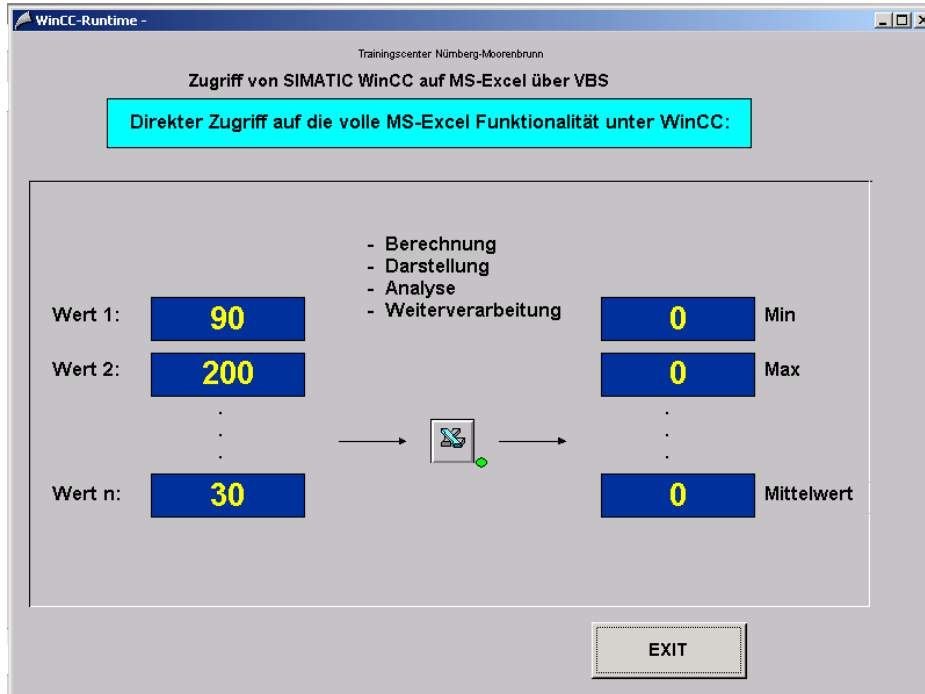 WinCC-Runtime -
Trainingscenter Nürnberg-Moorenbrunn
Zugriff von SIMATIC WinCC auf MS-Excel über VBS
Direkter Zugriff auf die volle MS-Excel Funktionalität unter WinCC:
- Berechnung
- Darstellung
- Analyse
- Weiterverarbeitung
Wert 1: 90 0 Min
Wert 2: 200 0 Max
Wert n: 30 0 Mittelwert
EXIT